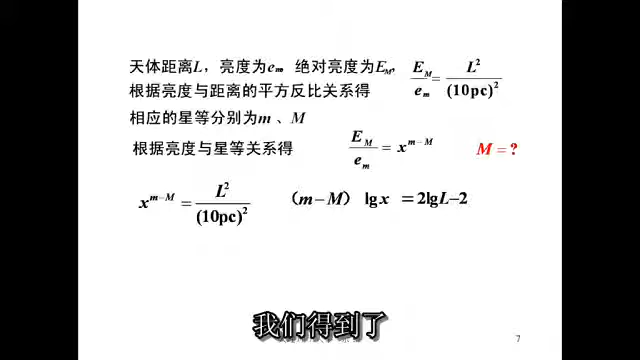 天体距离L，亮度为eₘ，绝对亮度为E_M， E_M/eₘ = L²/(10pc)²
根据亮度与距离的平方反比关系得
相应的星等分别为m、M
根据亮度与星等关系得 E_M/eₘ = x^(m−M) M = ?
x^(m−M) = L²/(10pc)² （m−M）lgx = 2lgL−2
我们得到了
7